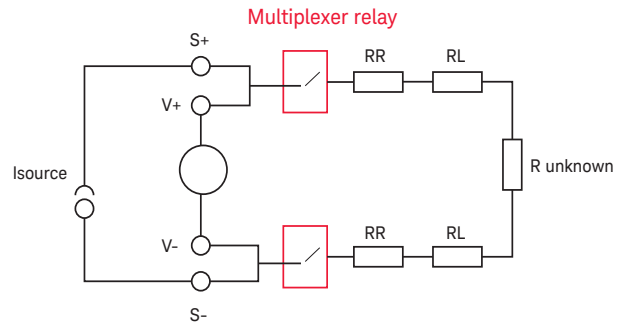 Multiplexer relay
S+
RR
RL
V+
Isource
R unknown
V-
RR
RL
S-